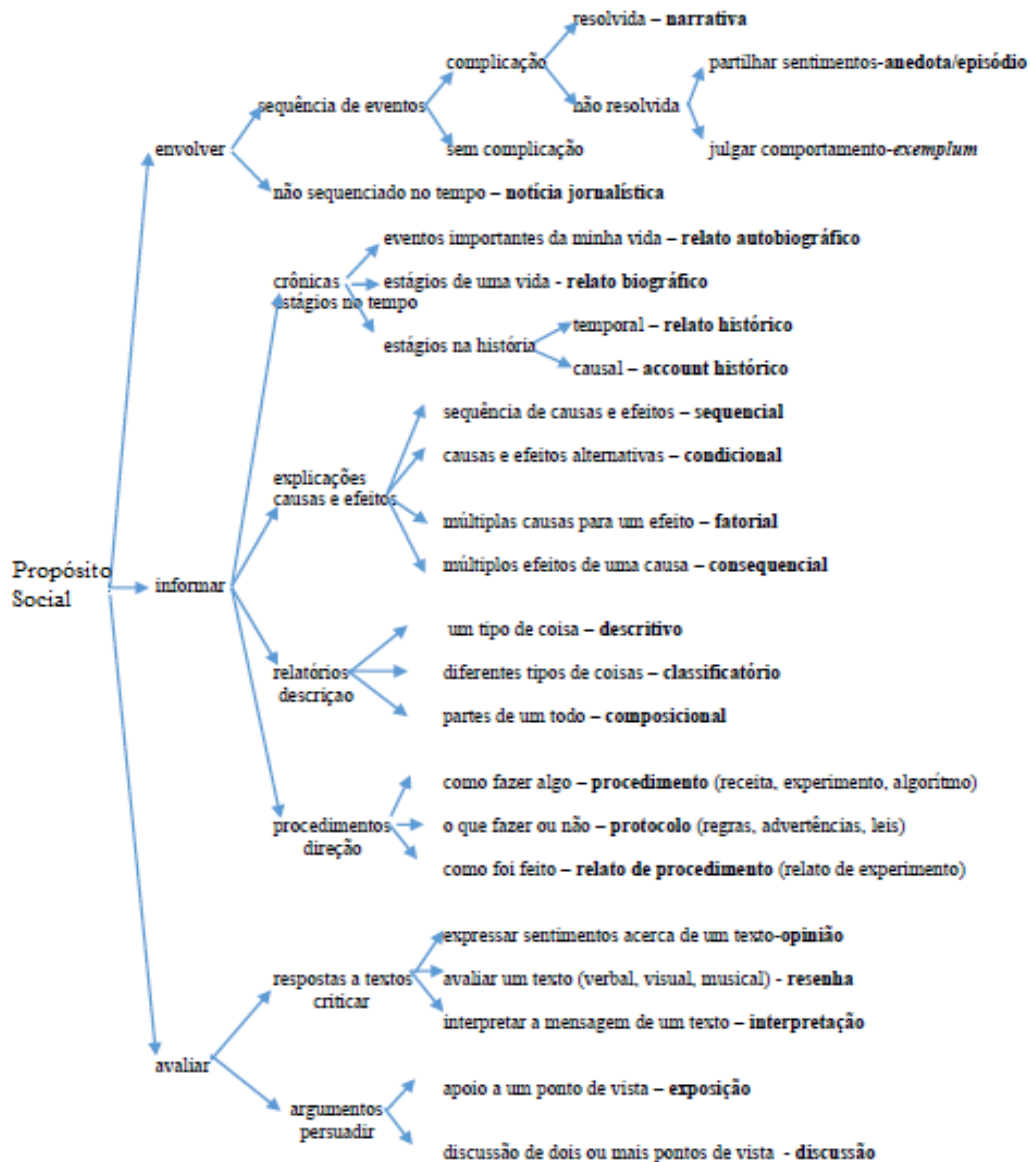 resolvida – narrativa
complicação
partilhar sentimentos-anedota/episódio
sequência de eventos
não resolvida
envolver
sem complicação
julgar comportamento-exemplum
não sequenciado no tempo – notícia jornalística
eventos importantes da minha vida – relato autobiográfico
crônicas
estágios de uma vida - relato biográfico
estágios no tempo
temporal – relato histórico
estágios na história
causal – account histórico
sequência de causas e efeitos – sequencial
causas e efeitos alternativas – condicional
explicações
causas e efeitos
múltiplas causas para um efeito – fatorial
Propósito
Social
informar
múltiplos efeitos de uma causa – consequencial
um tipo de coisa – descritivo
relatórios
descriçao
diferentes tipos de coisas – classificatório
partes de um todo – composicional
como fazer algo – procedimento (receita, experimento, algorítmo)
procedimentos
direção
o que fazer ou não – protocolo (regras, advertências, leis)
como foi feito – relato de procedimento (relato de experimento)
expressar sentimentos acerca de um texto-opinião
respostas a textos
criticar
avaliar um texto (verbal, visual, musical) - resenha
interpretar a mensagem de um texto – interpretação
avaliar
apoio a um ponto de vista – exposição
argumentos
persuadir
discussão de dois ou mais pontos de vista - discussão